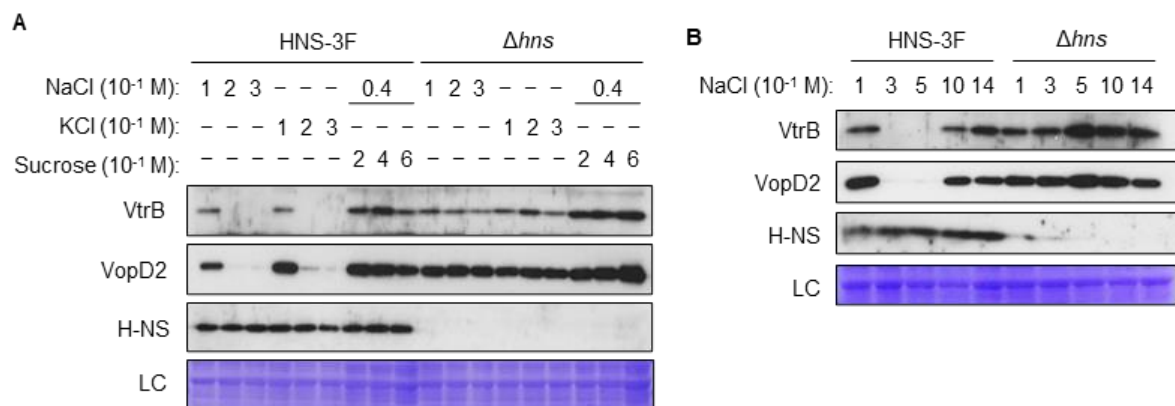 A
HNS-3F Δhns
NaCl (10⁻¹ M): 1 2 3 – – – 0.4 1 2 3 – – – 0.4
KCl (10⁻¹ M): – – – 1 2 3 – – – – – – 1 2 3 – – –
Sucrose (10⁻¹ M): – – – – – – 2 4 6 – – – – – – 2 4 6
VtrB
VopD2
H-NS
LC
B
HNS-3F Δhns
NaCl (10⁻¹ M): 1 3 5 10 14 1 3 5 10 14
VtrB
VopD2
H-NS
LC